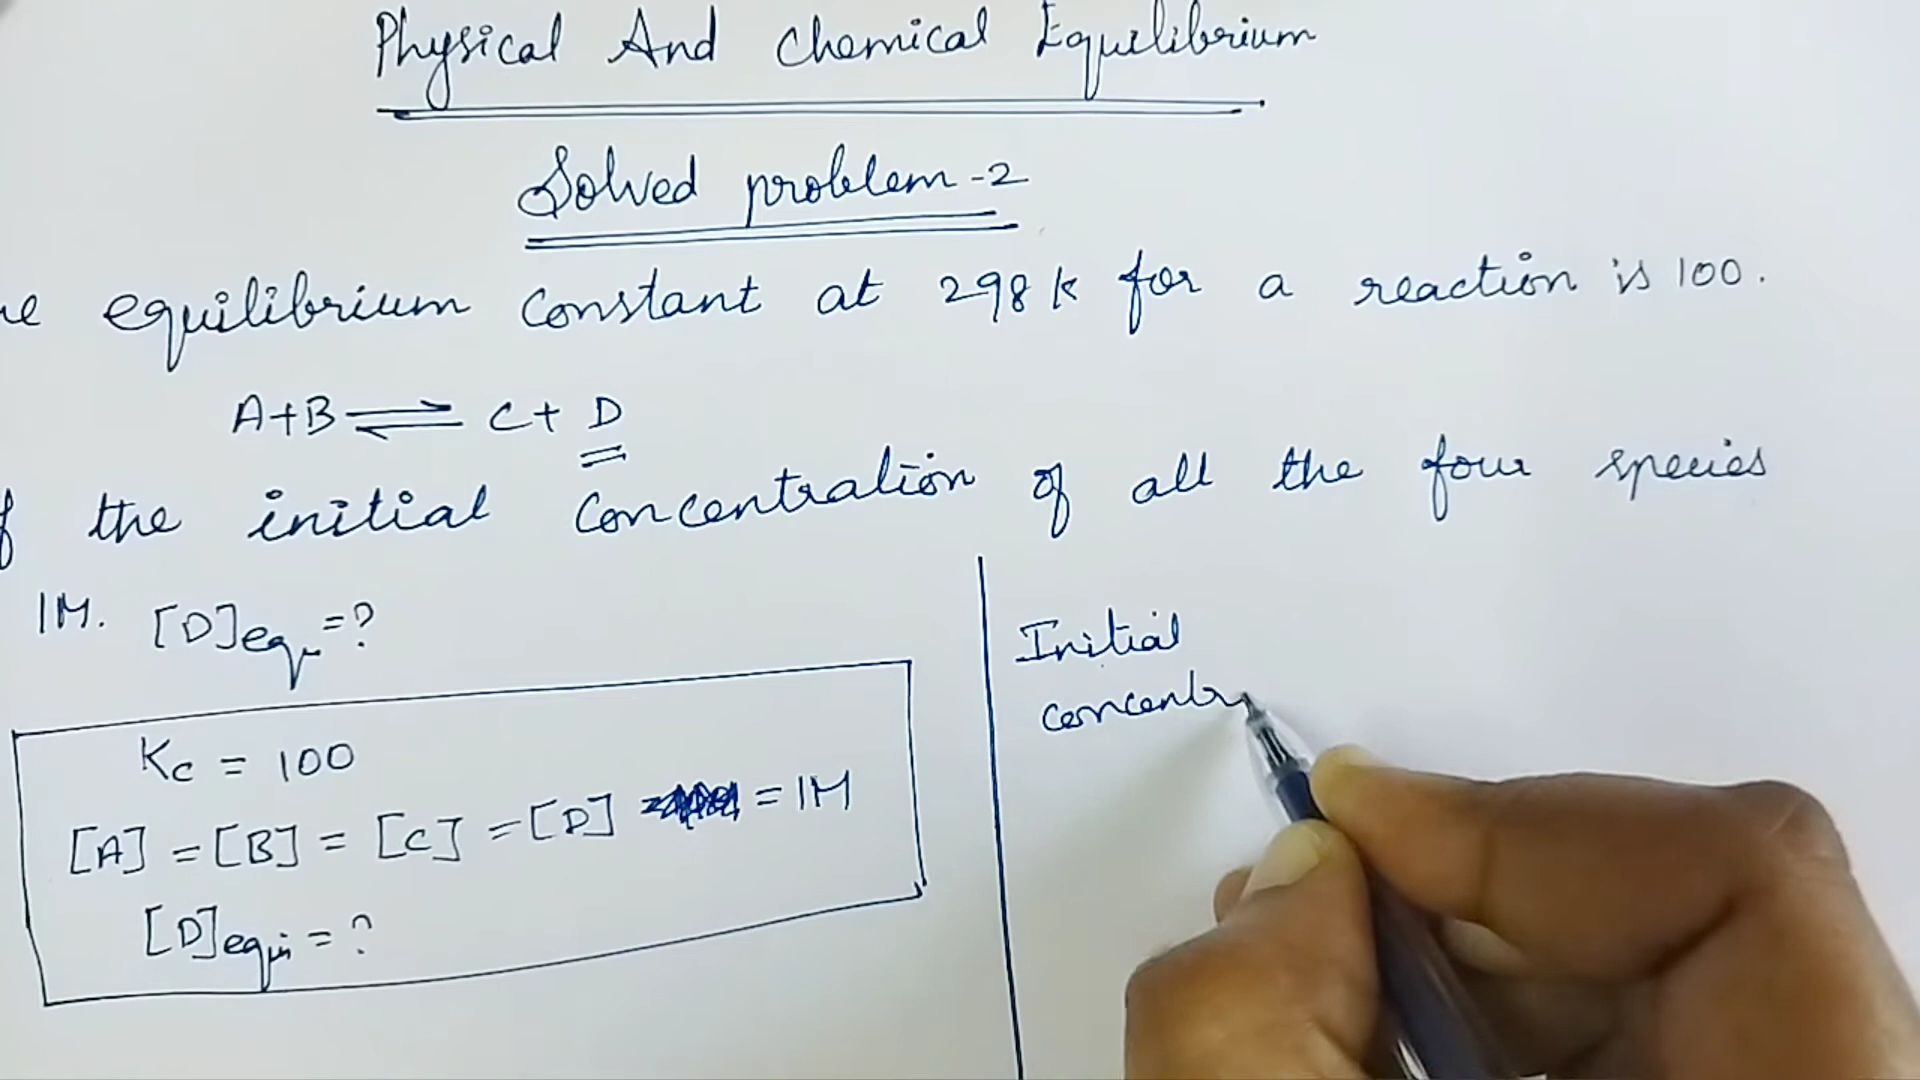 Physical And Chemical Equilibrium
Solved problem-2
equilibrium constant at 298 k for a reaction is 100.
A+B ⇌ C+ D
the initial concentration of all the four species
1M. [D]equ = ?
Kc = 100
[A] = [B] = [C] = [D] = 1M
[D]equi = ?
Initial
concentr